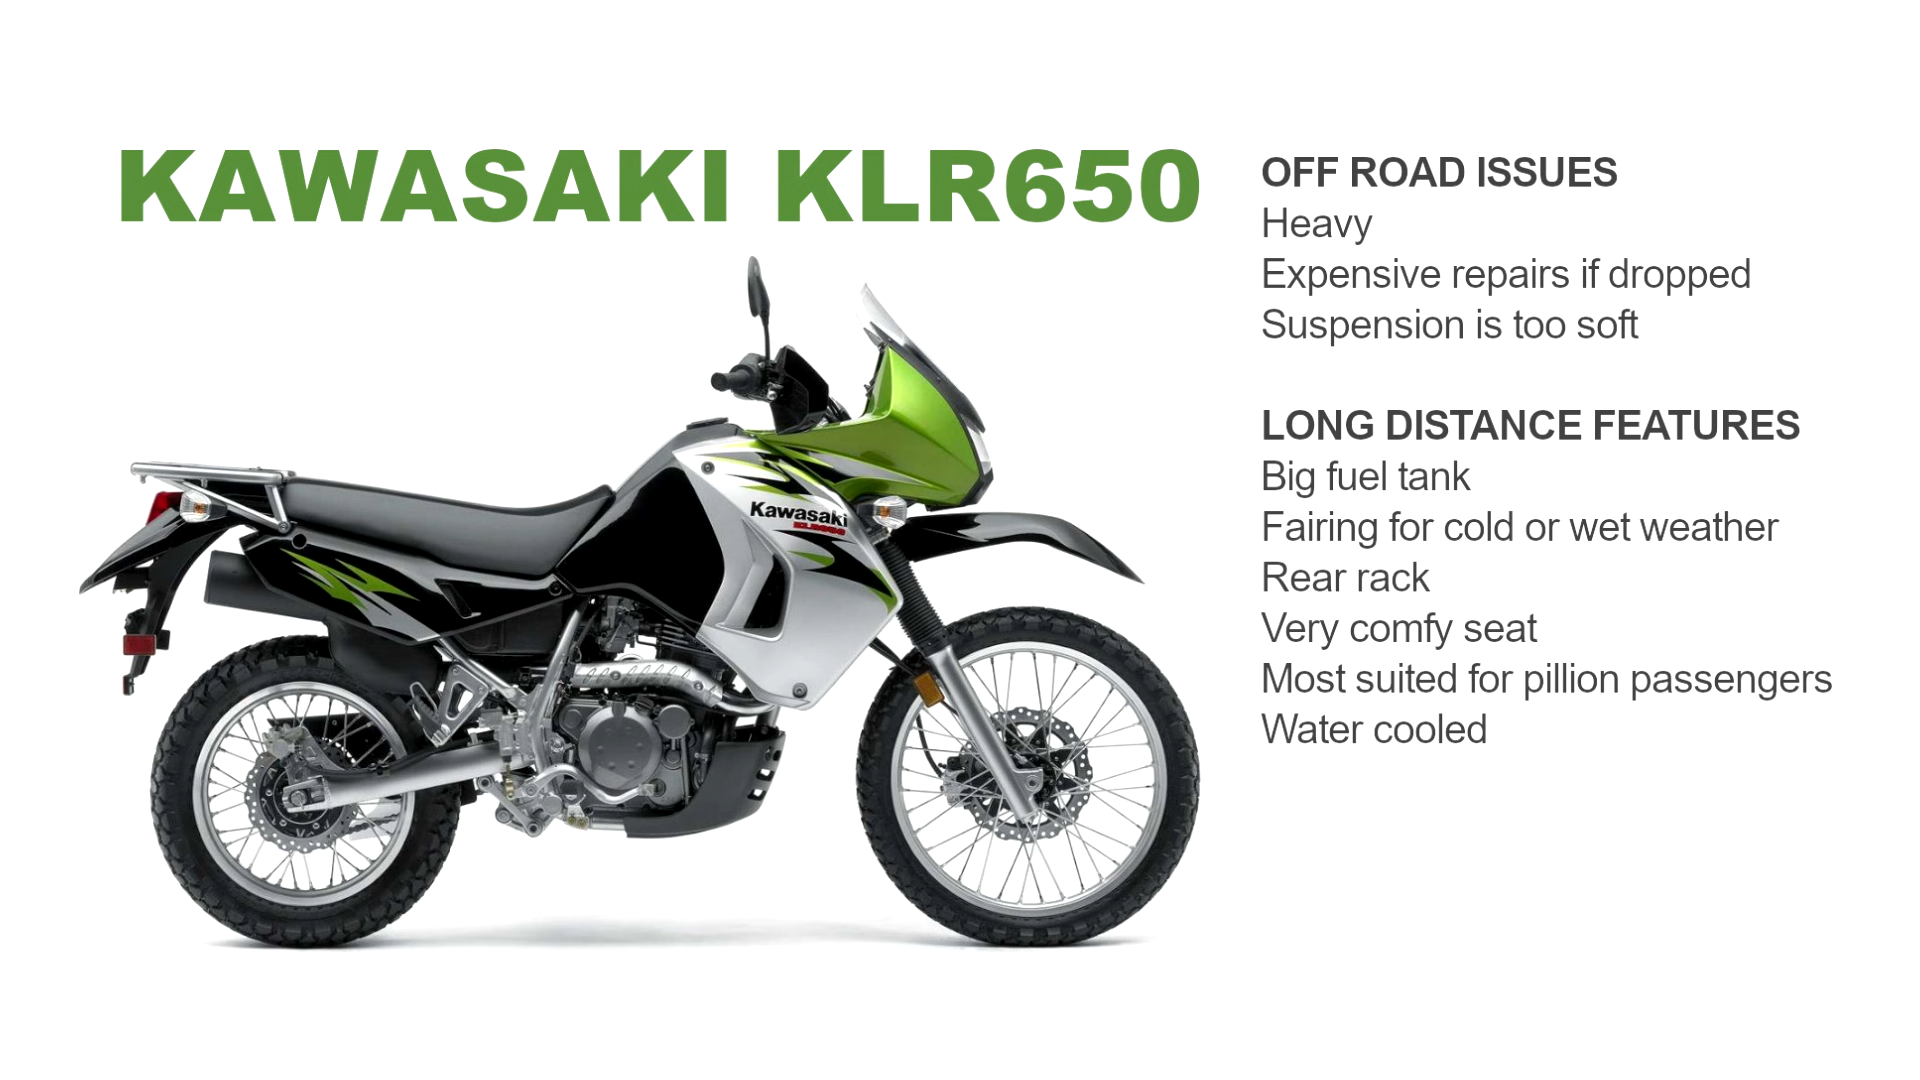 KAWASAKI KLR650
OFF ROAD ISSUES
Heavy
Expensive repairs if dropped
Suspension is too soft
LONG DISTANCE FEATURES
Big fuel tank
Fairing for cold or wet weather
Rear rack
Very comfy seat
Most suited for pillion passengers
Water cooled
Kawasaki
KLR650